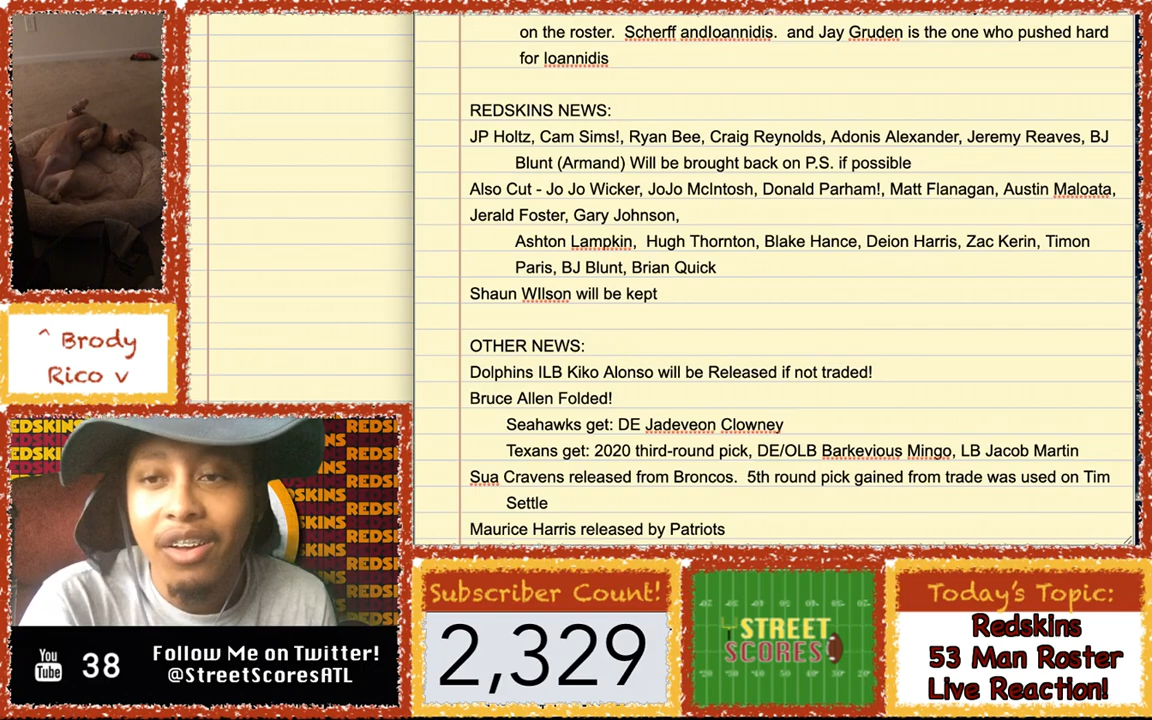 on the roster.  Scherff andIoannidis.  and Jay Gruden is the one who pushed hard
for Ioannidis
REDSKINS NEWS:
JP Holtz, Cam Sims!, Ryan Bee, Craig Reynolds, Adonis Alexander, Jeremy Reaves, BJ
Blunt (Armand) Will be brought back on P.S. if possible
Also Cut - Jo Jo Wicker, JoJo McIntosh, Donald Parham!, Matt Flanagan, Austin Maloata,
Jerald Foster, Gary Johnson,
Ashton Lampkin,  Hugh Thornton, Blake Hance, Deion Harris, Zac Kerin, Timon
Paris, BJ Blunt, Brian Quick
Shaun WIlson will be kept
OTHER NEWS:
Dolphins ILB Kiko Alonso will be Released if not traded!
Bruce Allen Folded!
Seahawks get: DE Jadeveon Clowney
Texans get: 2020 third-round pick, DE/OLB Barkevious Mingo, LB Jacob Martin
Sua Cravens released from Broncos.  5th round pick gained from trade was used on Tim
Settle
Maurice Harris released by Patriots
^ Brody
Rico v
REDSKINS
You
Tube
38
Follow Me on Twitter!
@StreetScoresATL
Subscriber Count!
2,329
STREET
SCORES
Today's Topic:
Redskins
53 Man Roster
Live Reaction!